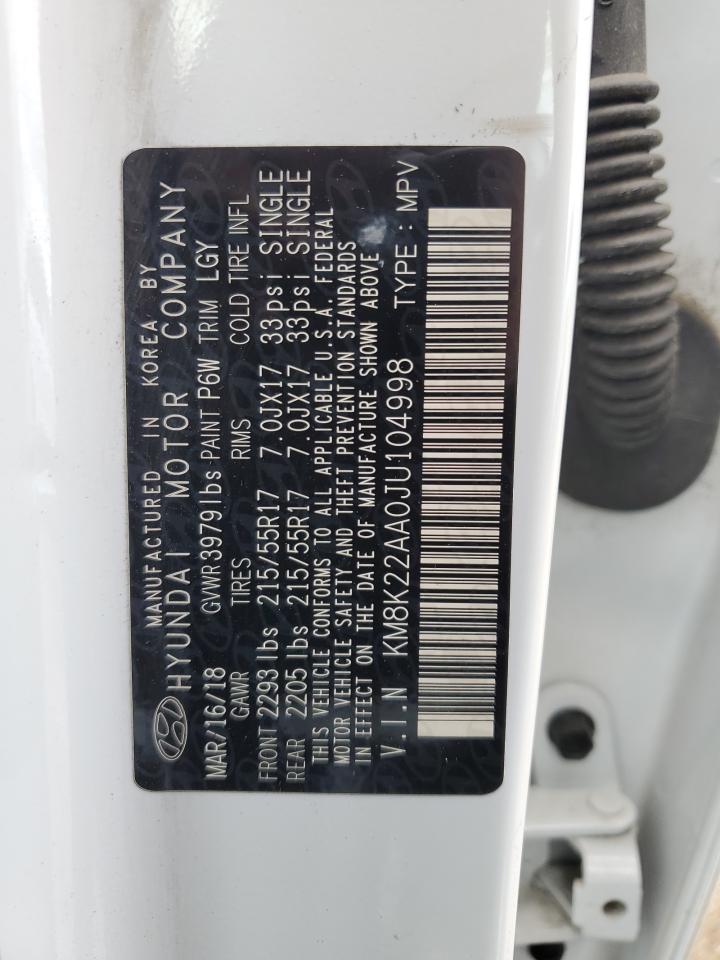 MANUFACTURED IN KOREA BY
HYUNDAI MOTOR COMPANY
MAR/16/18 GVWR 3979 lbs PAINT P6W TRIM LGY
GAWR TIRES RIMS COLD TIRE INFL
FRONT 2293 lbs 215/55R17 7.0JX17 33psi SINGLE
REAR 2205 lbs 215/55R17 7.0JX17 33psi SINGLE
THIS VEHICLE CONFORMS TO ALL APPLICABLE U.S.A. FEDERAL
MOTOR VEHICLE SAFETY AND THEFT PREVENTION STANDARDS
IN EFFECT ON THE DATE OF MANUFACTURE SHOWN ABOVE
V.I.N KM8K22AA0JU104998 TYPE : MPV